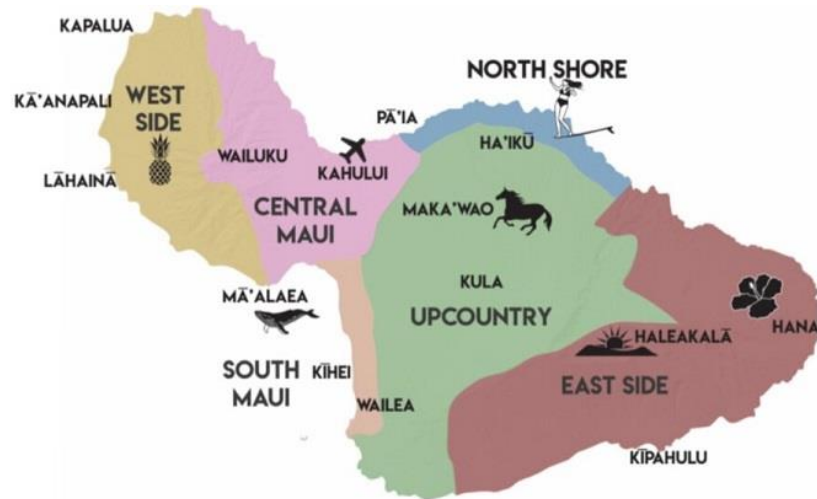 KAPALUA
KĀ'ANAPALI
WEST
SIDE
LĀHAINĀ
WAILUKU
KAHULUI
CENTRAL
MAUI
PĀ'IA
NORTH SHORE
HA'IKŪ
MAKA'WAO
KULA
UPCOUNTRY
MĀ'ALAEA
SOUTH
MAUI
KĪHEI
WAILEA
HALEAKALĀ
HANA
EAST SIDE
KĪPAHULU